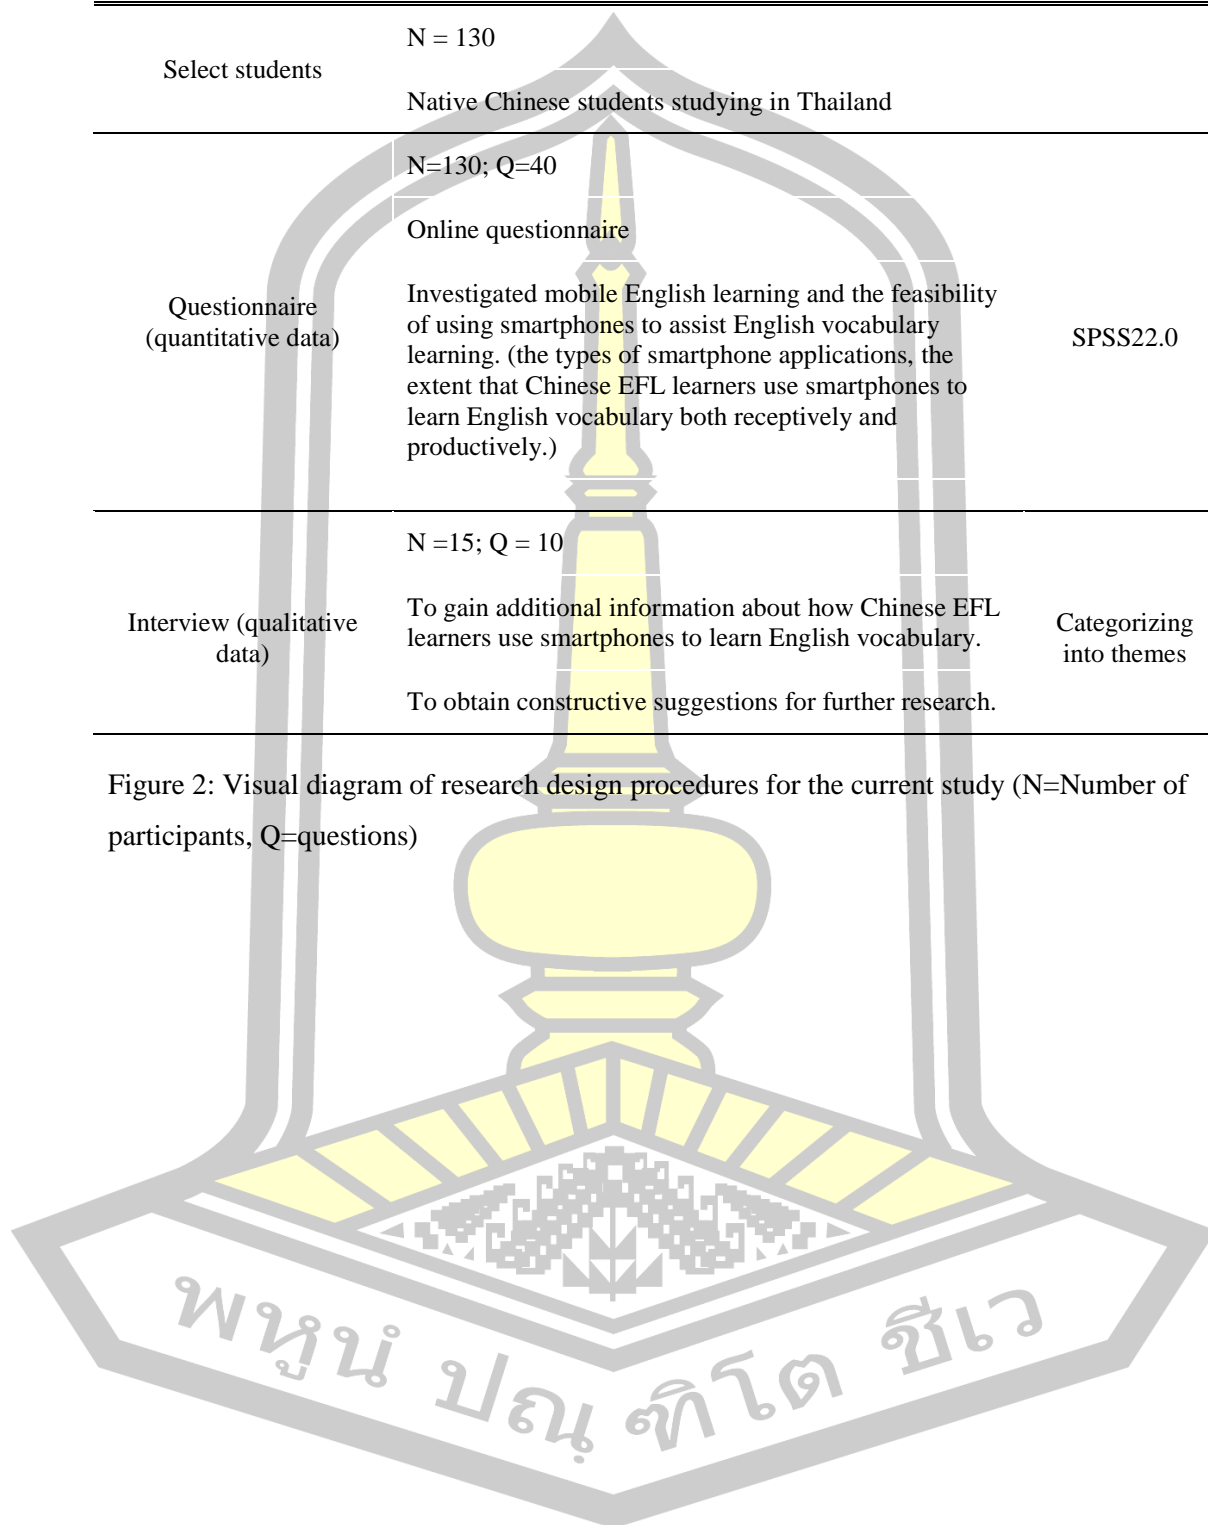 N = 130
Select students
Native Chinese students studying in Thailand
N=130; Q=40
Online questionnaire
Questionnaire
(quantitative data)
Investigated mobile English learning and the feasibility
of using smartphones to assist English vocabulary
learning. (the types of smartphone applications, the
extent that Chinese EFL learners use smartphones to
learn English vocabulary both receptively and
productively.)
SPSS22.0
N =15; Q = 10
Interview (qualitative
data)
To gain additional information about how Chinese EFL
learners use smartphones to learn English vocabulary.
To obtain constructive suggestions for further research.
Categorizing
into themes
Figure 2: Visual diagram of research design procedures for the current study (N=Number of
participants, Q=questions)
พหูนํ ปณฺฑิโต ชีเว